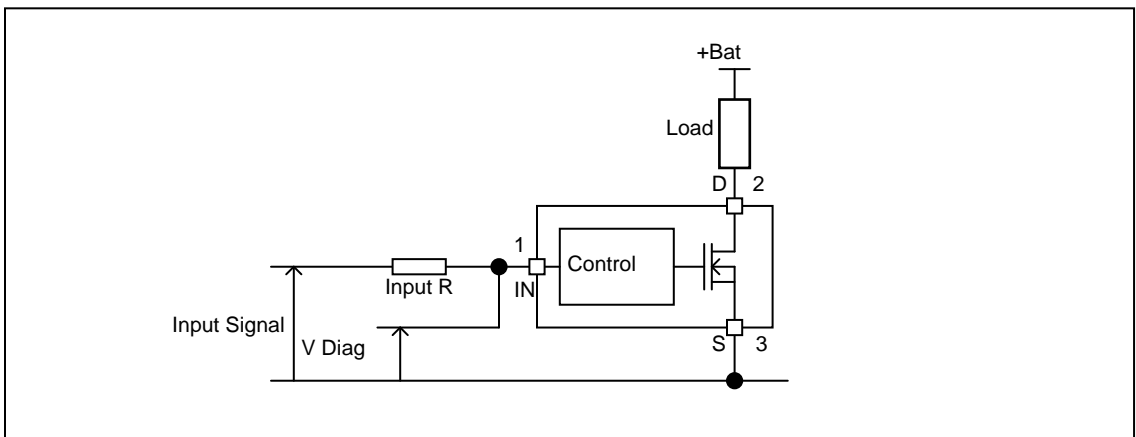 +Bat
Load
D 2
1
Control
Input R
IN
Input Signal
V Diag
S 3